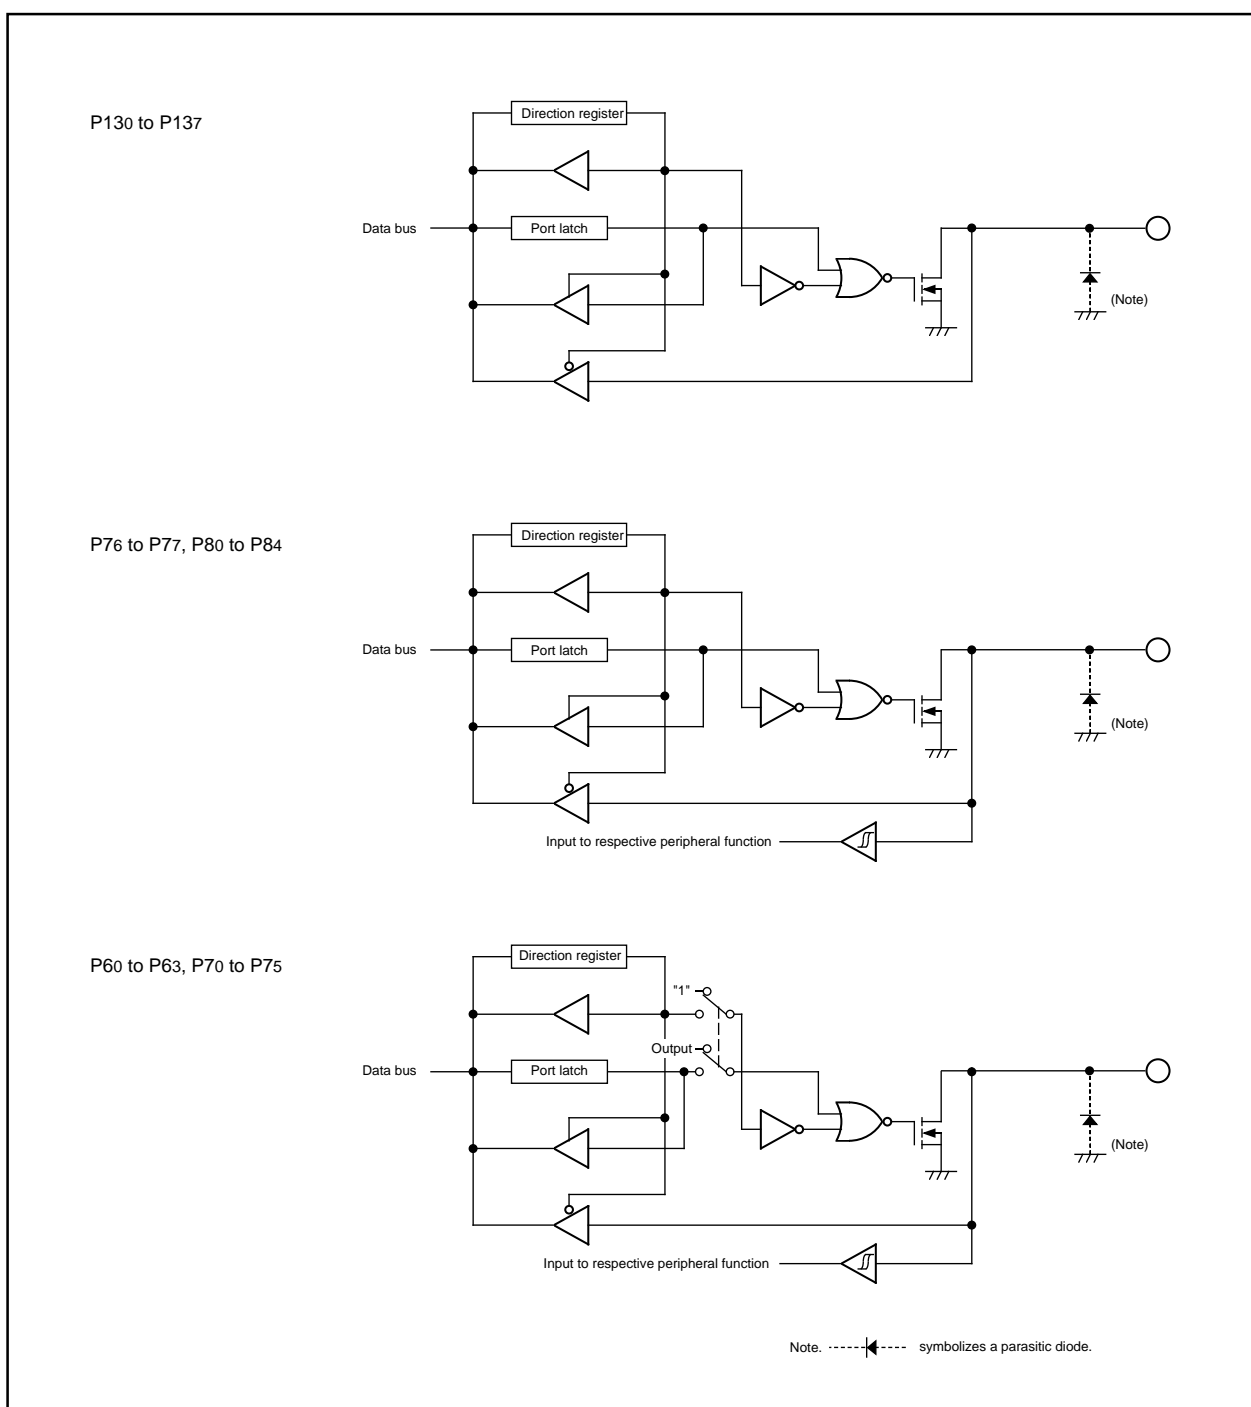 P130 to P137
Direction register
Data bus
Port latch
(Note)
P76 to P77, P80 to P84
Direction register
Data bus
Port latch
(Note)
Input to respective peripheral function
P60 to P63, P70 to P75
Direction register
"1"
Output
Data bus
Port latch
(Note)
Input to respective peripheral function
Note. symbolizes a parasitic diode.